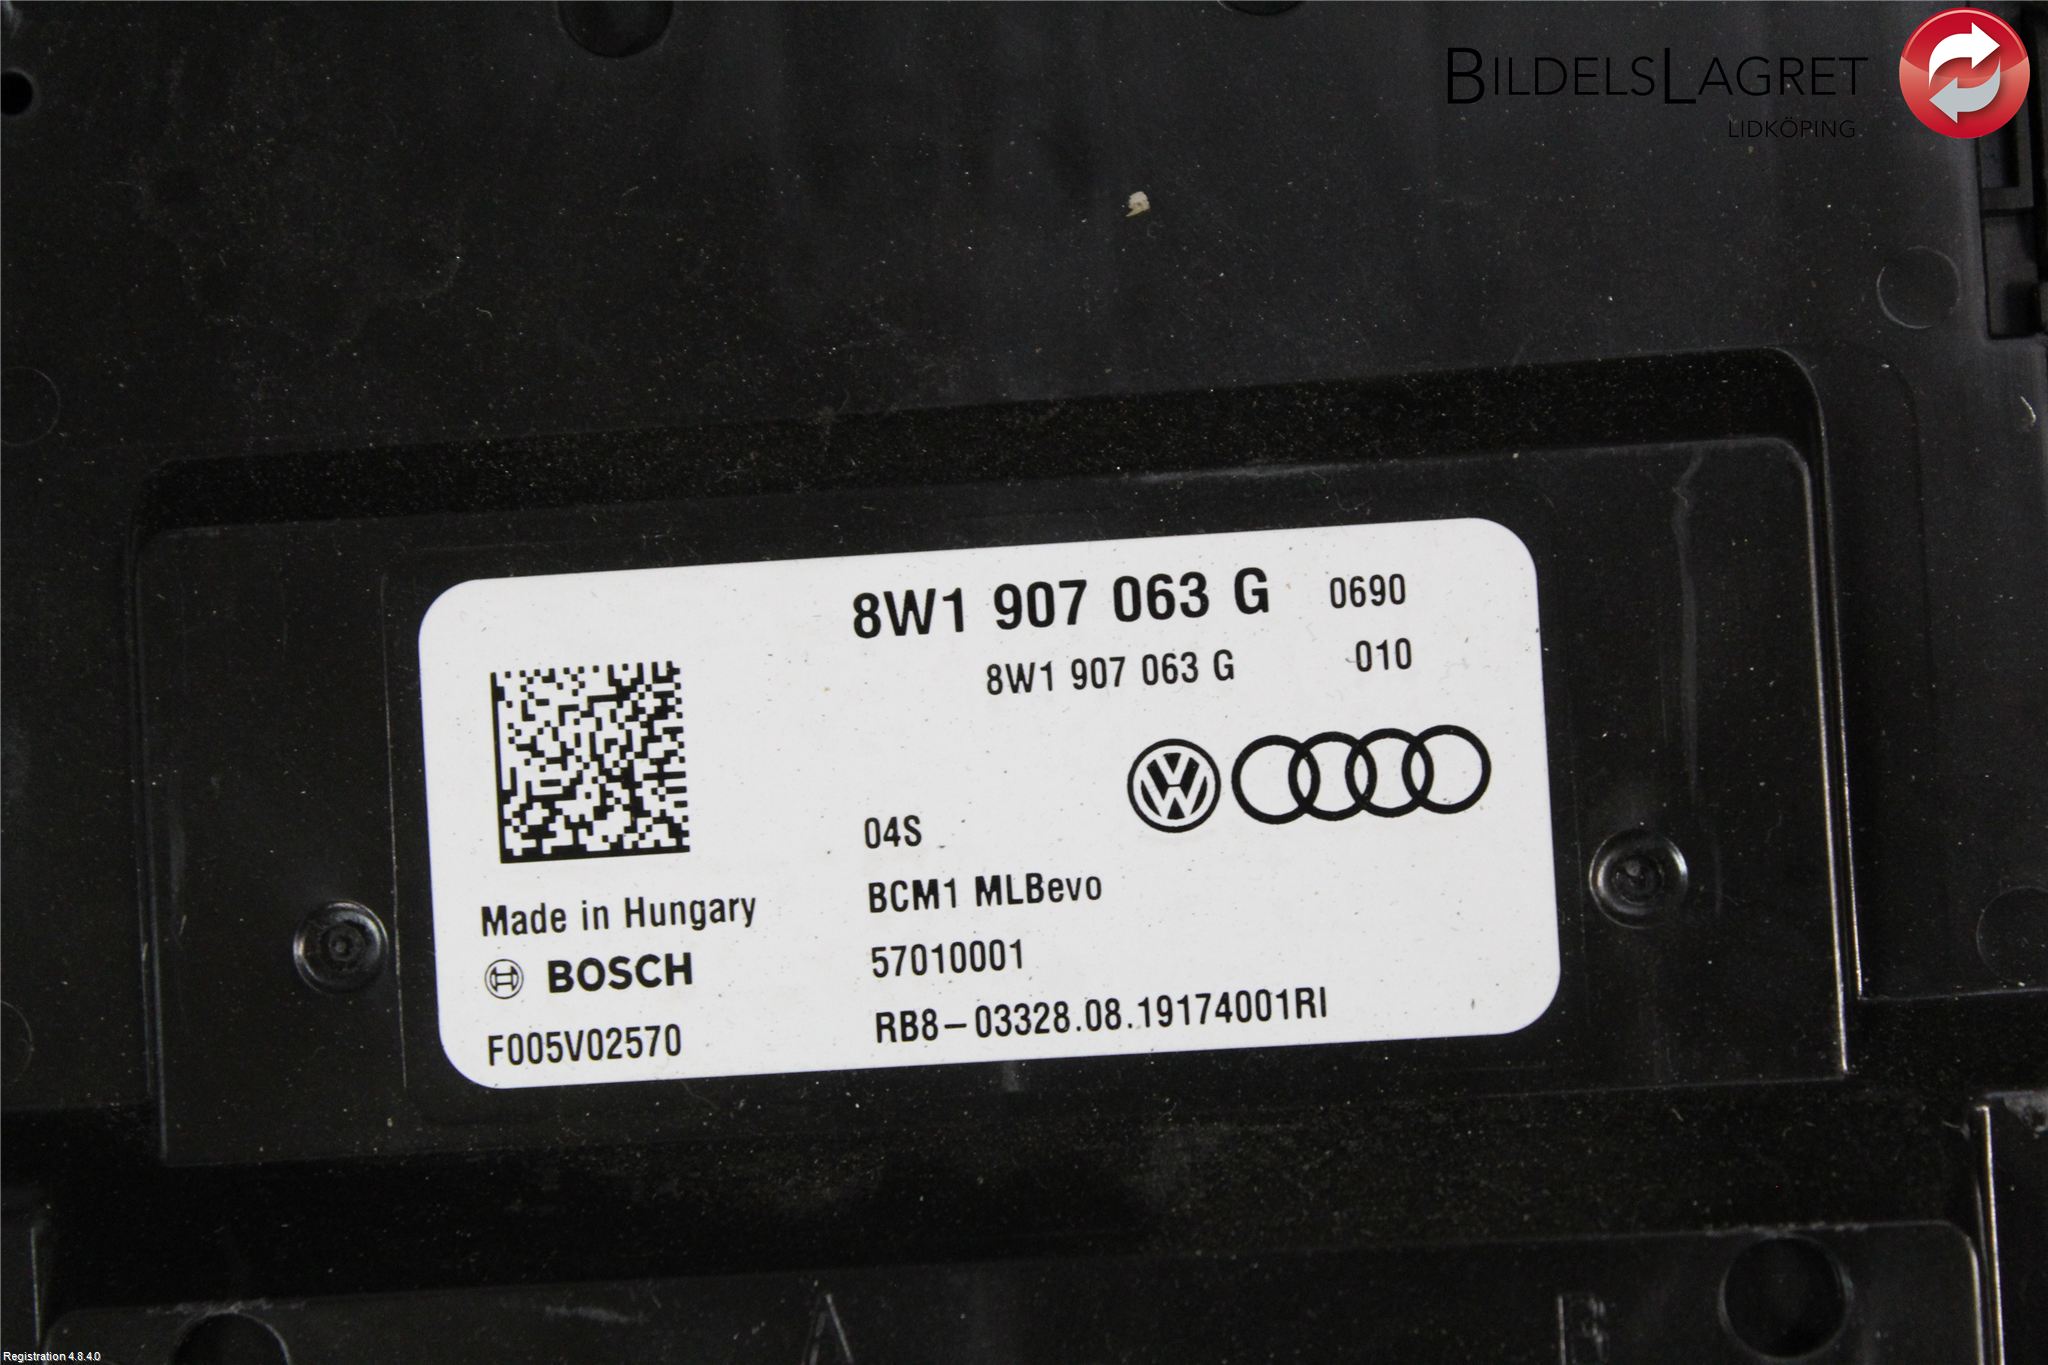 BILDELSLAGRET
LIDKÖPING
8W1 907 063 G 0690
8W1 907 063 G 010
04S
Made in Hungary
BCM1 MLBevo
BOSCH
57010001
F005V02570
RB8-03328.08.19174001RI
A
B
Registration 4.8.4.0